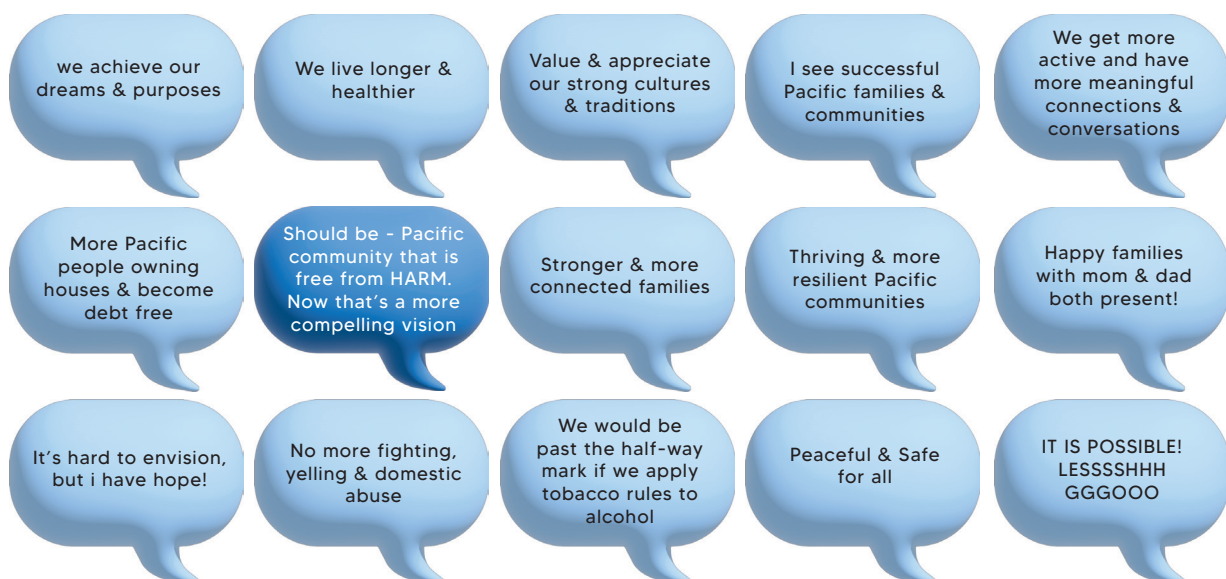 we achieve our
dreams & purposes
We live longer &
healthier
Value & appreciate
our strong cultures
& traditions
I see successful
Pacific families &
communities
We get more
active and have
more meaningful
connections &
conversations
More Pacific
people owning
houses & become
debt free
Should be - Pacific
community that is
free from HARM.
Now that's a more
compelling vision
Stronger & more
connected families
Thriving & more
resilient Pacific
communities
Happy families
with mom & dad
both present!
It's hard to envision,
but i have hope!
No more fighting,
yelling & domestic
abuse
We would be
past the half-way
mark if we apply
tobacco rules to
alcohol
Peaceful & Safe
for all
IT IS POSSIBLE!
LESSSSHHH
GGGOOO